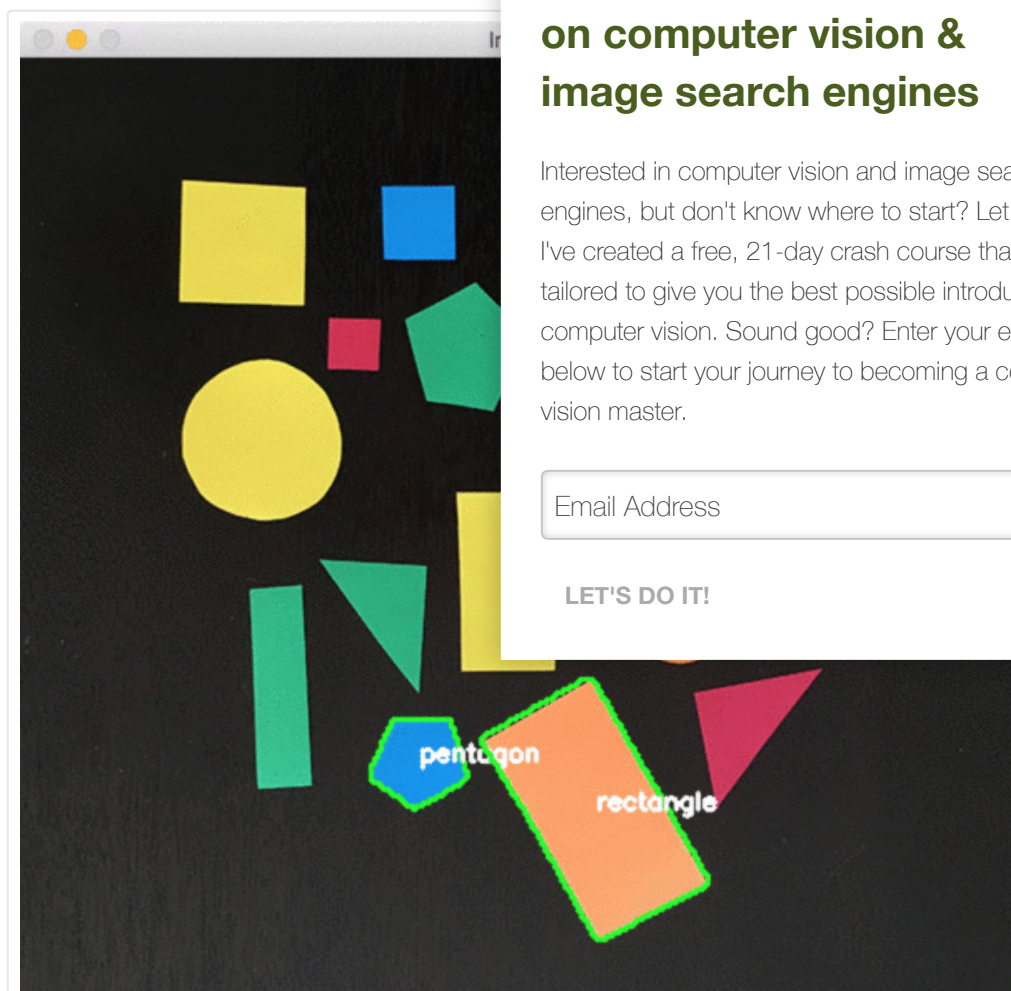 on computer vision &
image search engines
Interested in computer vision and image sea
engines, but don't know where to start? Let
I've created a free, 21-day crash course tha
tailored to give you the best possible introdu
computer vision. Sound good? Enter your e
below to start your journey to becoming a co
vision master.
Email Address
LET'S DO IT!
pentagon
rectangle